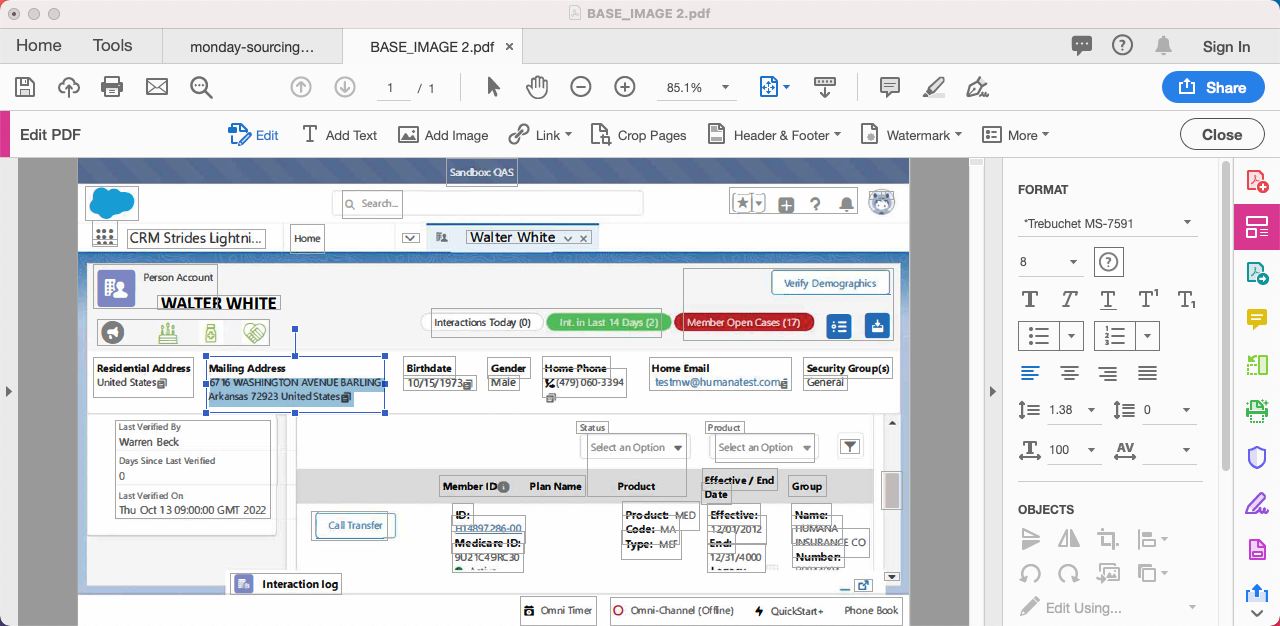 BASE_IMAGE 2.pdf
Home Tools monday-sourcing... BASE_IMAGE 2.pdf × Sign In
1 / 1 85.1% Share
Edit PDF Edit Add Text Add Image Link Crop Pages Header & Footer Watermark More Close
Sandbox: QAS
Search...
CRM Strides Lightni... Home Walter White
Person Account
WALTER WHITE
Verify Demographics
Interactions Today (0) Int. in Last 14 Days (2) Member Open Cases (17)
Residential Address Mailing Address Birthdate Gender Home Phone Home Email Security Group(s)
United States 6716 WASHINGTON AVENUE BARLING 10/15/1973 Male (479) 060-3394 testmw@humanatest.com General
Arkansas 72923 United States
Last Verified By
Warren Beck
Days Since Last Verified
0
Last Verified On
Thu Oct 13 09:00:00 GMT 2022
Status Product
Select an Option Select an Option
Member ID Plan Name Product Effective / End Date Group
Call Transfer
ID:
H14897286-00
Medicare ID:
9U21C49RC30
Active
Product: MED
Code: MA
Type: MEF
Effective:
12/01/2012
End:
12/31/4000
Name:
HUMANA
INSURANCE CO
Number:
Interaction log
Omni Timer Omni-Channel (Offline) QuickStart+ Phone Book
FORMAT
*Trebuchet MS-7591
8
1.38 0
100 AV
OBJECTS
Edit Using...